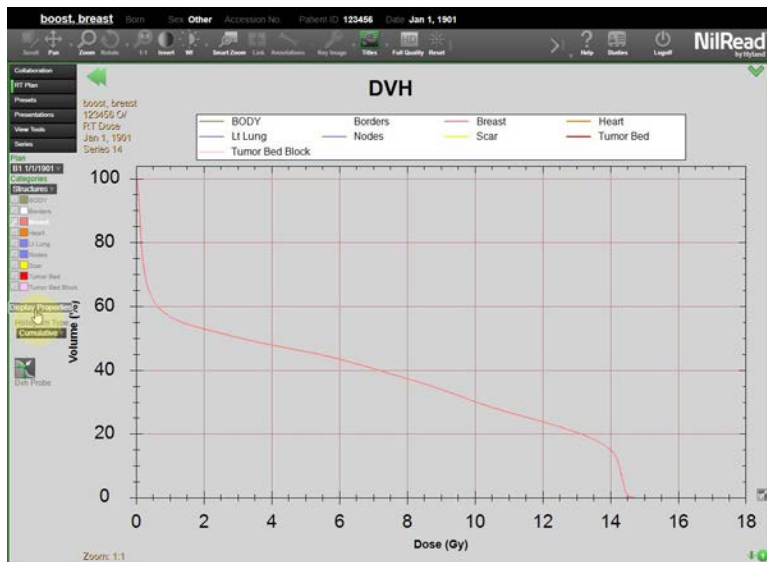 boost, breast Born Sex Other Accession No. Patient ID 123456 Date Jan 1, 1901
Scroll Pan Zoom Rotate 1:1 Invert W/L Smart Zoom Link Annotations Key Image Titles Full Quality Reset Help Studies Logoff
HD
NilRead
by Hyland
Collaboration
RT Plan
Presets
Presentations
View Tools
Series
Plan
B1 1/1/1901
Categories
Structures
BODY
Borders
Breast
Heart
Lt Lung
Nodes
Scar
Tumor Bed
Tumor Bed Block
Display Properties
Histogram Type
Cumulative
Dvh Probe
boost, breast
123456 O/
RT Dose
Jan 1, 1901
Series 14
DVH
BODY Borders Breast Heart
Lt Lung Nodes Scar Tumor Bed
Tumor Bed Block
Volume (%)
100
80
60
40
20
0
0 2 4 6 8 10 12 14 16 18
Dose (Gy)
Zoom: 1:1